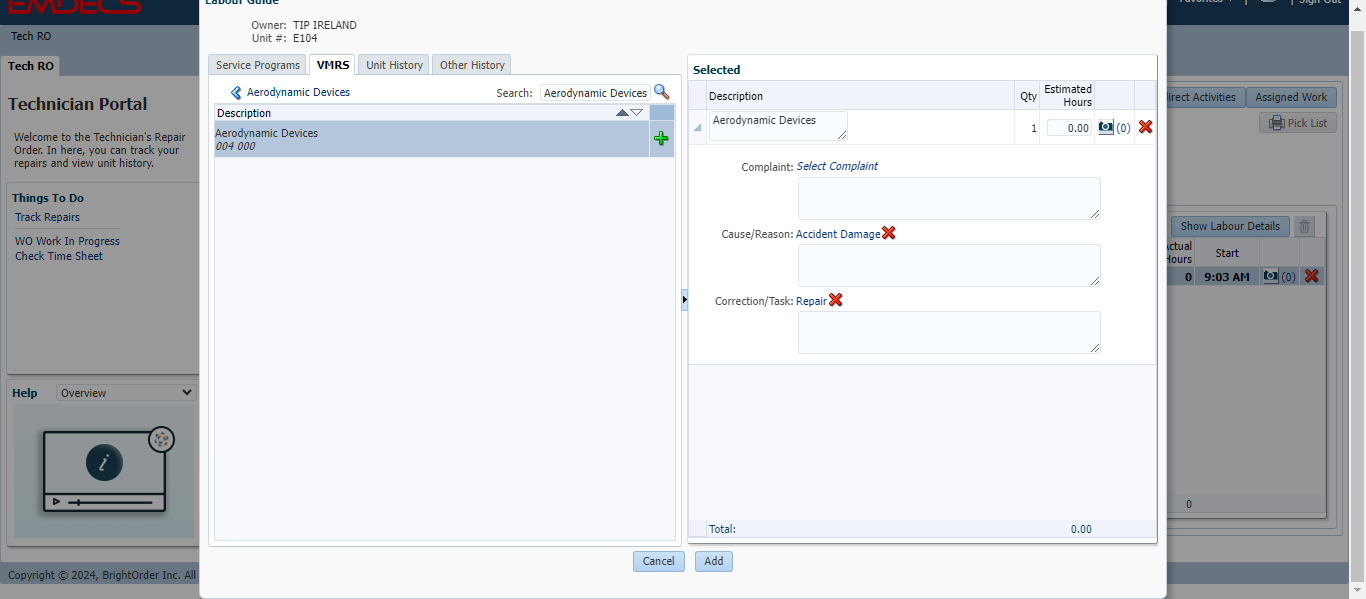 EMDECS
Sign Out
Tech RO
Tech RO
Technician Portal
Welcome to the Technician's Repair
Order. In here, you can track your
repairs and view unit history.
Things To Do
Track Repairs
WO Work In Progress
Check Time Sheet
Help
Overview
Copyright © 2024, BrightOrder Inc. All
Labour Guide
Owner: TIP IRELAND
Unit #: E104
Service Programs
VMRS
Unit History
Other History
Aerodynamic Devices
Search: Aerodynamic Devices
Description
Aerodynamic Devices
004 000
Selected
Description
Qty
Estimated
Hours
Aerodynamic Devices
1
0.00
(0)
Complaint: Select Complaint
Cause/Reason: Accident Damage
Correction/Task: Repair
Total:
0.00
Cancel
Add
irect Activities
Assigned Work
Pick List
Show Labour Details
ctual
Hours
Start
0
9:03 AM
(0)
0